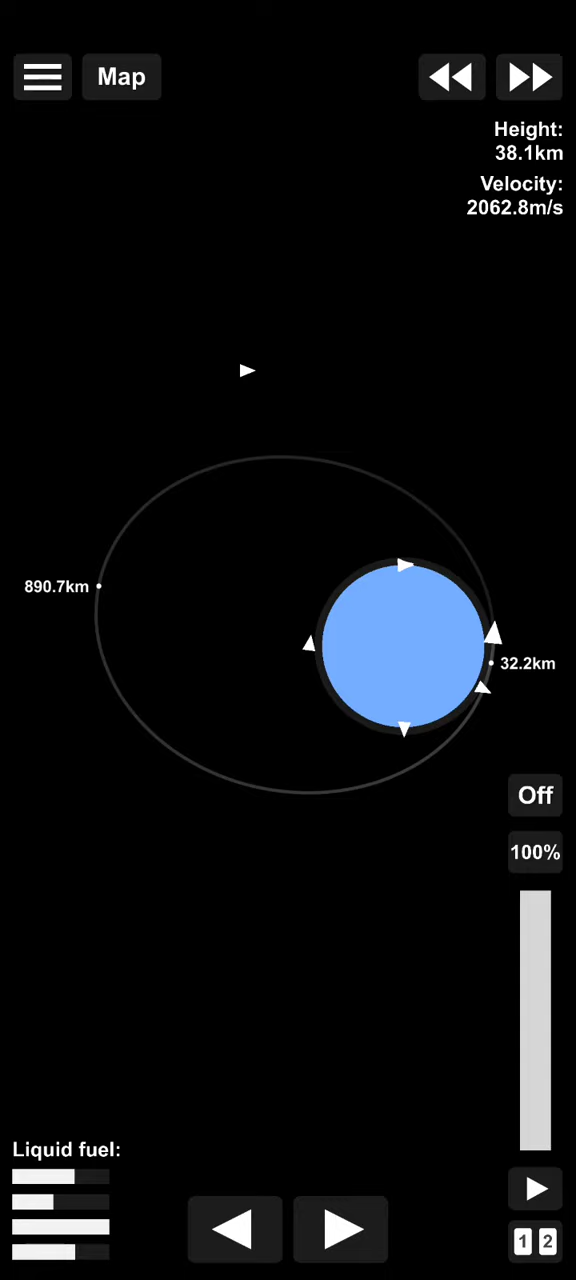 Map
Height:
38.1km
Velocity:
2062.8m/s
890.7km
32.2km
Off
100%
Liquid fuel:
1 2